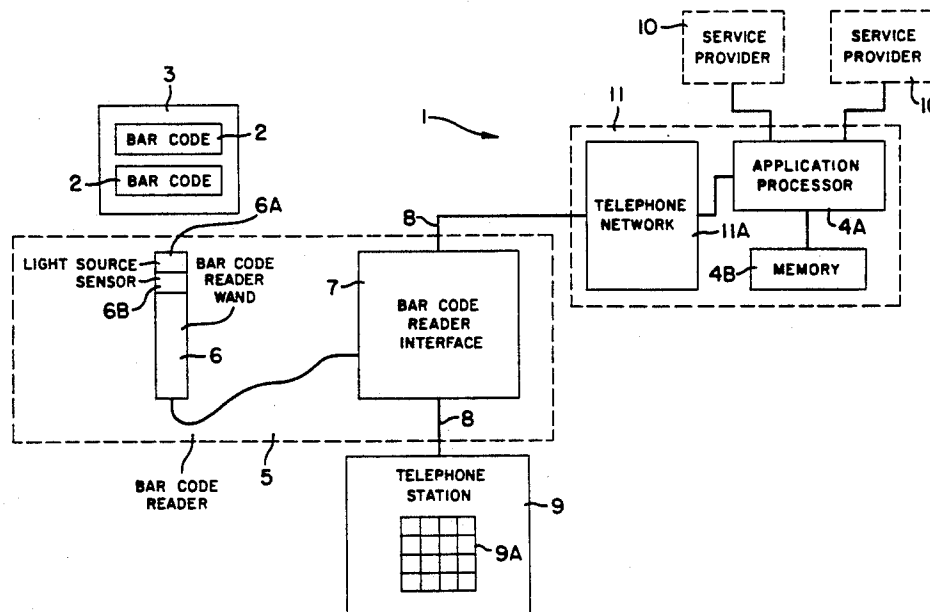 10
SERVICE
PROVIDER
SERVICE
PROVIDER
10
3
BAR CODE
2
2
BAR CODE
1
11
TELEPHONE
NETWORK
11A
APPLICATION
PROCESSOR
4A
4B
MEMORY
6A
8
LIGHT SOURCE
SENSOR
6B
BAR CODE
READER
WAND
6
7
BAR CODE
READER
INTERFACE
8
5
BAR CODE
READER
TELEPHONE
STATION
9
9A